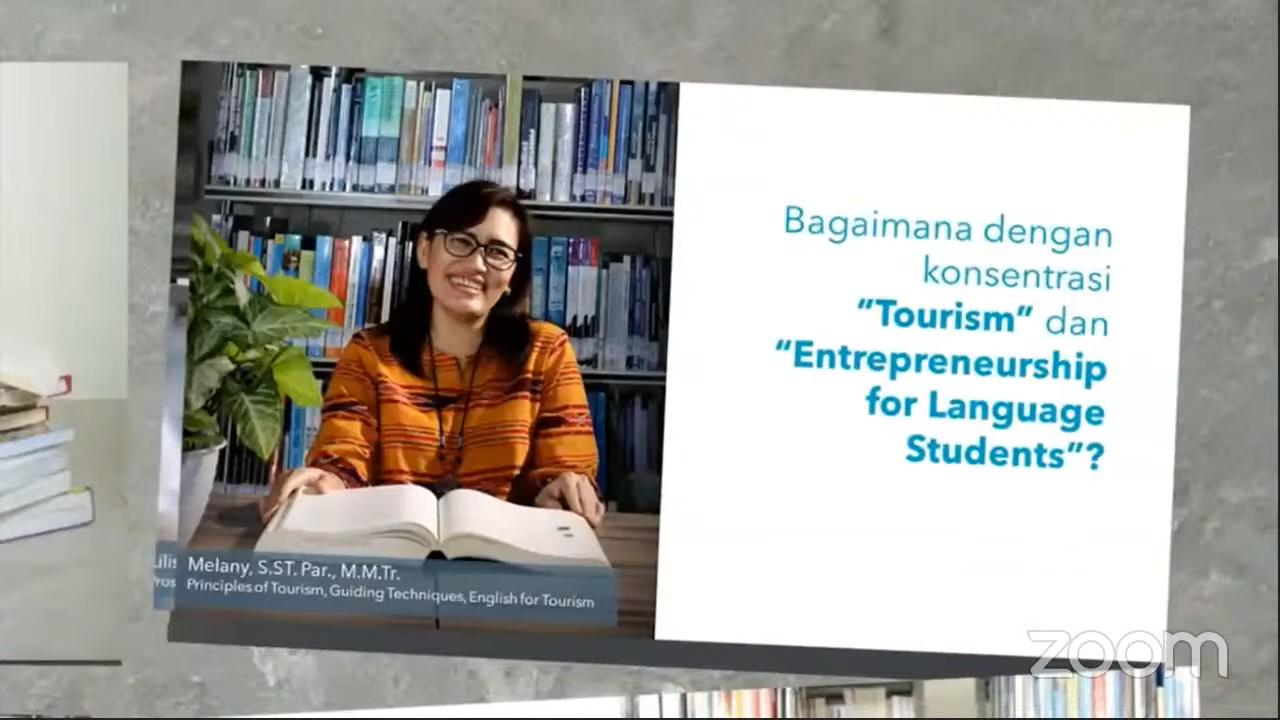 Bagaimana dengan
konsentrasi
“Tourism” dan
“Entrepreneurship
for Language
Students”?
Melany, S.ST. Par., M.M.Tr.
Principles of Tourism, Guiding Techniques, English for Tourism
zoom